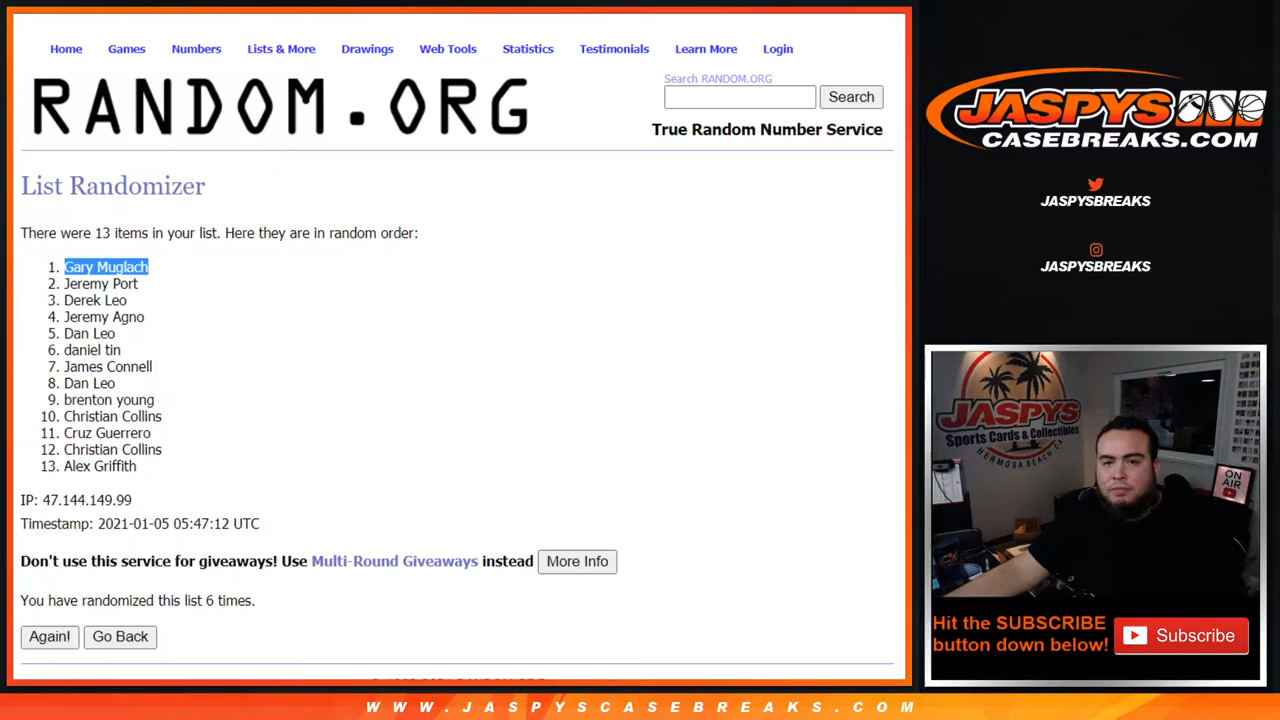 Home Games Numbers Lists & More Drawings Web Tools Statistics Testimonials Learn More Login
RANDOM.ORG
Search RANDOM.ORG
Search
True Random Number Service
List Randomizer
There were 13 items in your list. Here they are in random order:
1. Gary Muglach
2. Jeremy Port
3. Derek Leo
4. Jeremy Agno
5. Dan Leo
6. daniel tin
7. James Connell
8. Dan Leo
9. brenton young
10. Christian Collins
11. Cruz Guerrero
12. Christian Collins
13. Alex Griffith
IP: 47.144.149.99
Timestamp: 2021-01-05 05:47:12 UTC
Don't use this service for giveaways! Use Multi-Round Giveaways instead More Info
You have randomized this list 6 times.
Again! Go Back
JASPYS
CASEBREAKS.COM
JASPYSBREAKS
JASPYSBREAKS
JASPYS
Sports Cards & Collectibles
HERMOSA BEACH, CA
ON
AIR
Hit the SUBSCRIBE
button down below!
Subscribe
WWW.JASPYSCASEBREAKS.COM